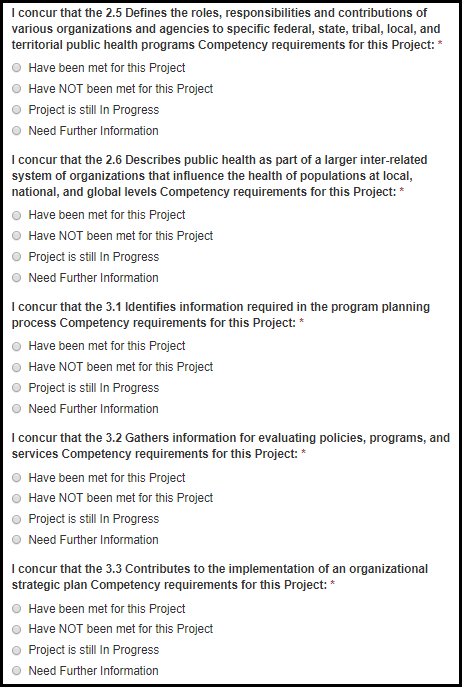 I concur that the 2.5 Defines the roles, responsibilities and contributions of
various organizations and agencies to specific federal, state, tribal, local, and
territorial public health programs Competency requirements for this Project: *
Have been met for this Project
Have NOT been met for this Project
Project is still In Progress
Need Further Information
I concur that the 2.6 Describes public health as part of a larger inter-related
system of organizations that influence the health of populations at local,
national, and global levels Competency requirements for this Project: *
Have been met for this Project
Have NOT been met for this Project
Project is still In Progress
Need Further Information
I concur that the 3.1 Identifies information required in the program planning
process Competency requirements for this Project: *
Have been met for this Project
Have NOT been met for this Project
Project is still In Progress
Need Further Information
I concur that the 3.2 Gathers information for evaluating policies, programs, and
services Competency requirements for this Project: *
Have been met for this Project
Have NOT been met for this Project
Project is still In Progress
Need Further Information
I concur that the 3.3 Contributes to the implementation of an organizational
strategic plan Competency requirements for this Project: *
Have been met for this Project
Have NOT been met for this Project
Project is still In Progress
Need Further Information